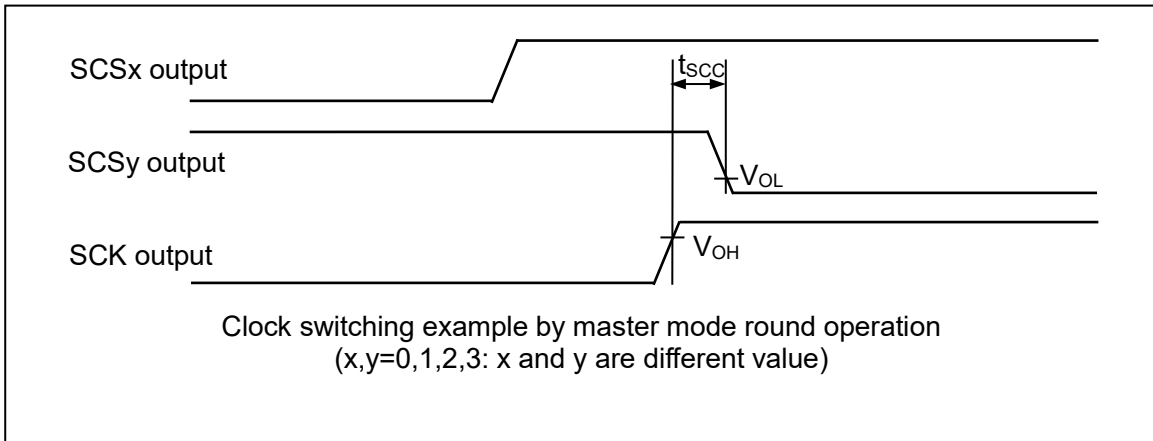 SCSx output
tSCC
SCSy output
VOL
SCK output
VOH
Clock switching example by master mode round operation
(x,y=0,1,2,3: x and y are different value)